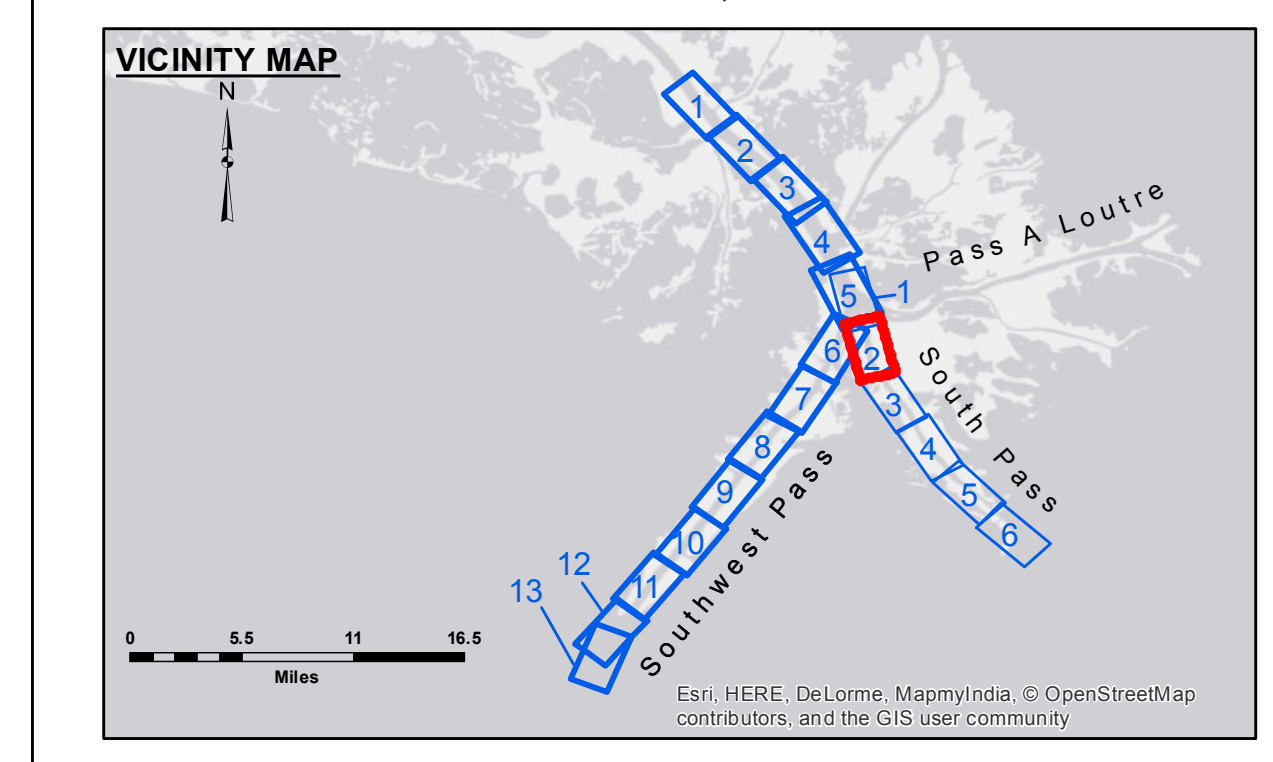 VICINITY MAP
N
1
2
3
4
5
1
Pass A Loutre
6
2
7
3
South Pass
8
4
9
5
10
6
11
12
13
Southwest Pass
0 5.5 11 16.5
Miles
Esri, HERE, DeLorme, MapmyIndia, © OpenStreetMap
contributors, and the GIS user community